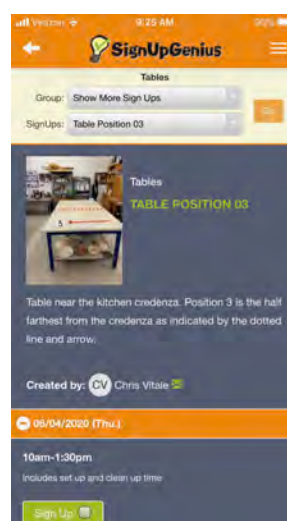 Verizon 9:25 AM 90%
SignUpGenius
Tables
Group: Show More Sign Ups
Go
SignUps: Table Position 03
Tables
TABLE POSITION 03
Table near the kitchen credenza. Position 3 is the half
farthest from the credenza as indicated by the dotted
line and arrow.
Created by: CV Chris Vitale
06/04/2020 (Thu.)
10am-1:30pm
Includes set up and clean up time
Sign Up